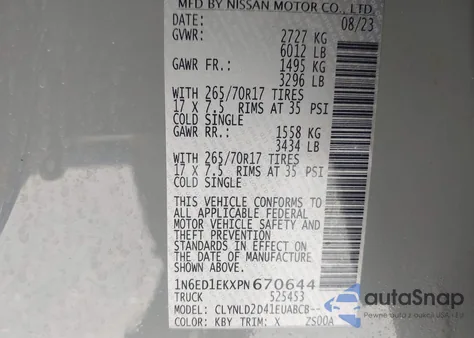 MFD BY NISSAN MOTOR CO., LTD.
DATE: 08/23
GVWR: 2727 KG
6012 LB
GAWR FR.: 1495 KG
3296 LB
WITH 265/70R17 TIRES
17 X 7.5 RIMS AT 35 PSI
COLD SINGLE
GAWR RR.: 1558 KG
3434 LB
WITH 265/70R17 TIRES
17 X 7.5 RIMS AT 35 PSI
COLD SINGLE
THIS VEHICLE CONFORMS TO
ALL APPLICABLE FEDERAL
MOTOR VEHICLE SAFETY AND
THEFT PREVENTION
STANDARDS IN EFFECT ON
THE DATE OF MANUFACTURE
SHOWN ABOVE.
1N6ED1EKXPN670644
TRUCK 525453
MODEL: CLYNLD2D41EUABCB--
COLOR: KBY TRIM: X ZS00A
autoSnap
Pewne auta z aukcji w USA